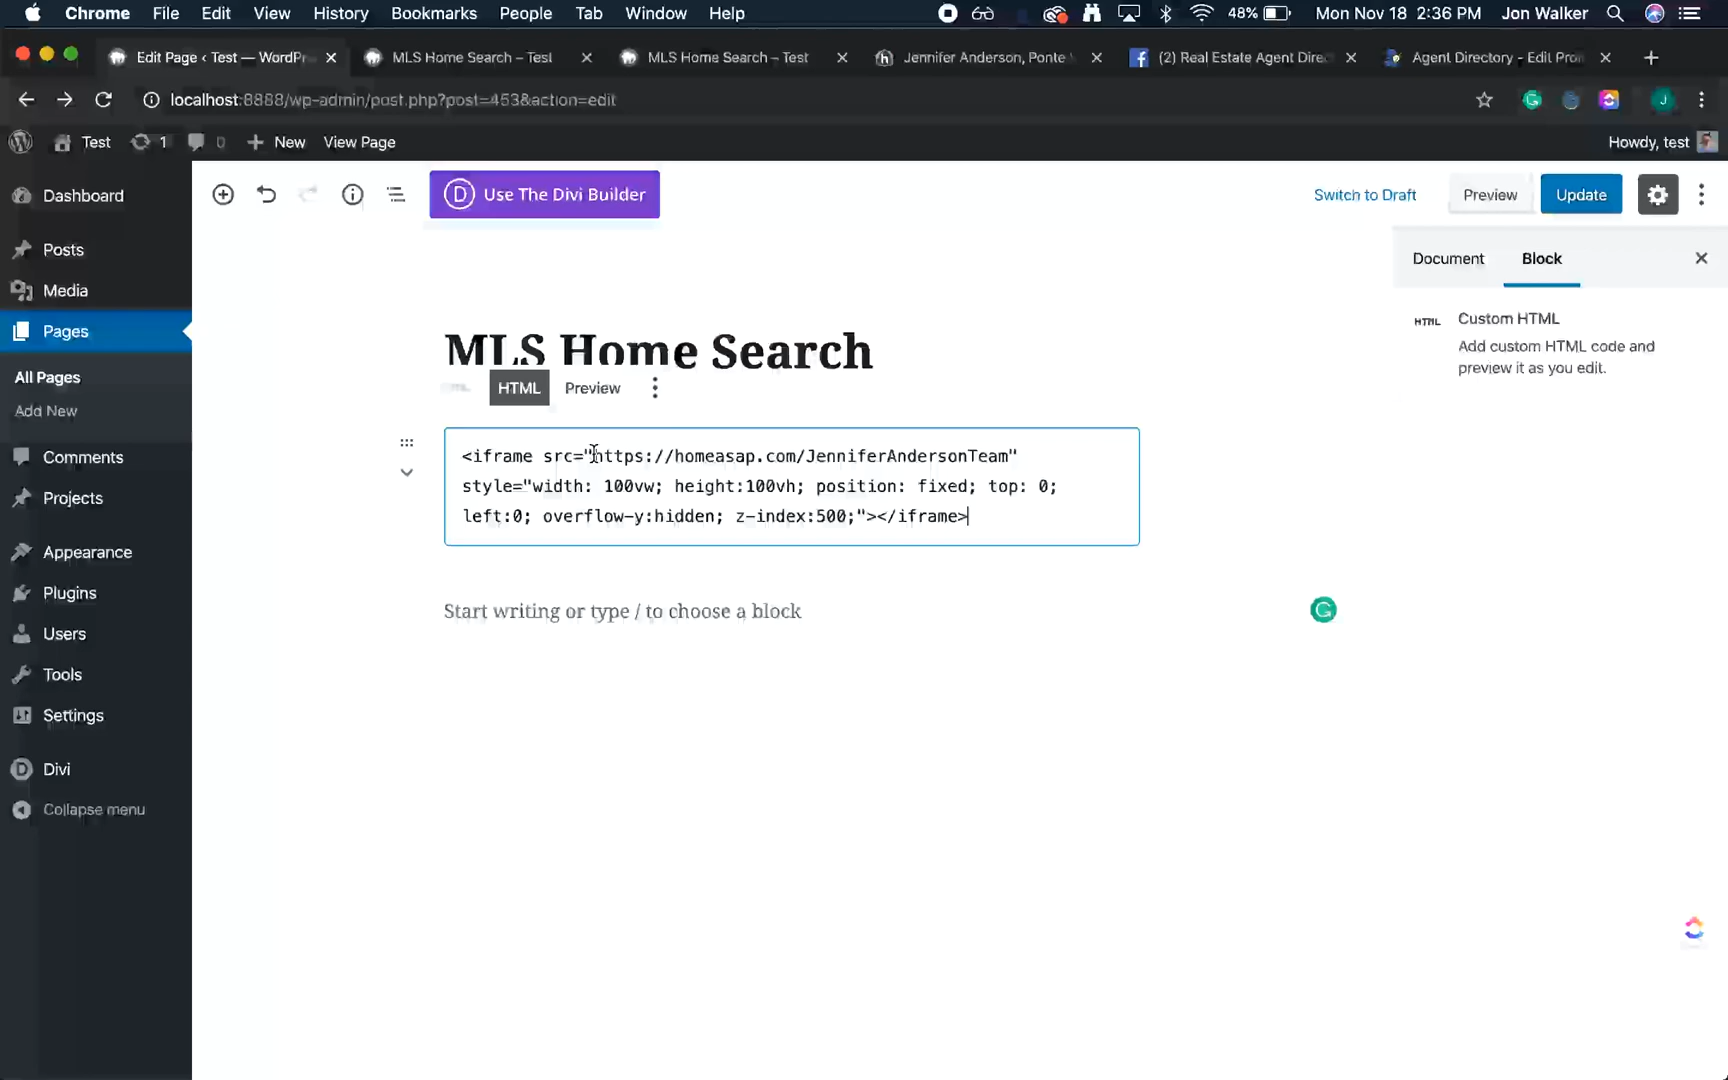 Chrome File Edit View History Bookmarks People Tab Window Help 48% Mon Nov 18 2:36 PM Jon Walker
Edit Page ‹ Test — WordPr MLS Home Search – Test MLS Home Search – Test Jennifer Anderson, Ponte (2) Real Estate Agent Direc Agent Directory - Edit Prof
localhost:8888/wp-admin/post.php?post=453&action=edit J
Test 1 0 New View Page Howdy, test
Dashboard
Posts
Media
Pages
All Pages
Add New
Comments
Projects
Appearance
Plugins
Users
Tools
Settings
Divi
Collapse menu
D Use The Divi Builder Switch to Draft Preview Update
Document Block
HTML Custom HTML
Add custom HTML code and
preview it as you edit.
MLS Home Search
HTML Preview
<iframe src="https://homeasap.com/JenniferAndersonTeam"
style="width: 100vw; height:100vh; position: fixed; top: 0;
left:0; overflow-y:hidden; z-index:500;"></iframe>
Start writing or type / to choose a block